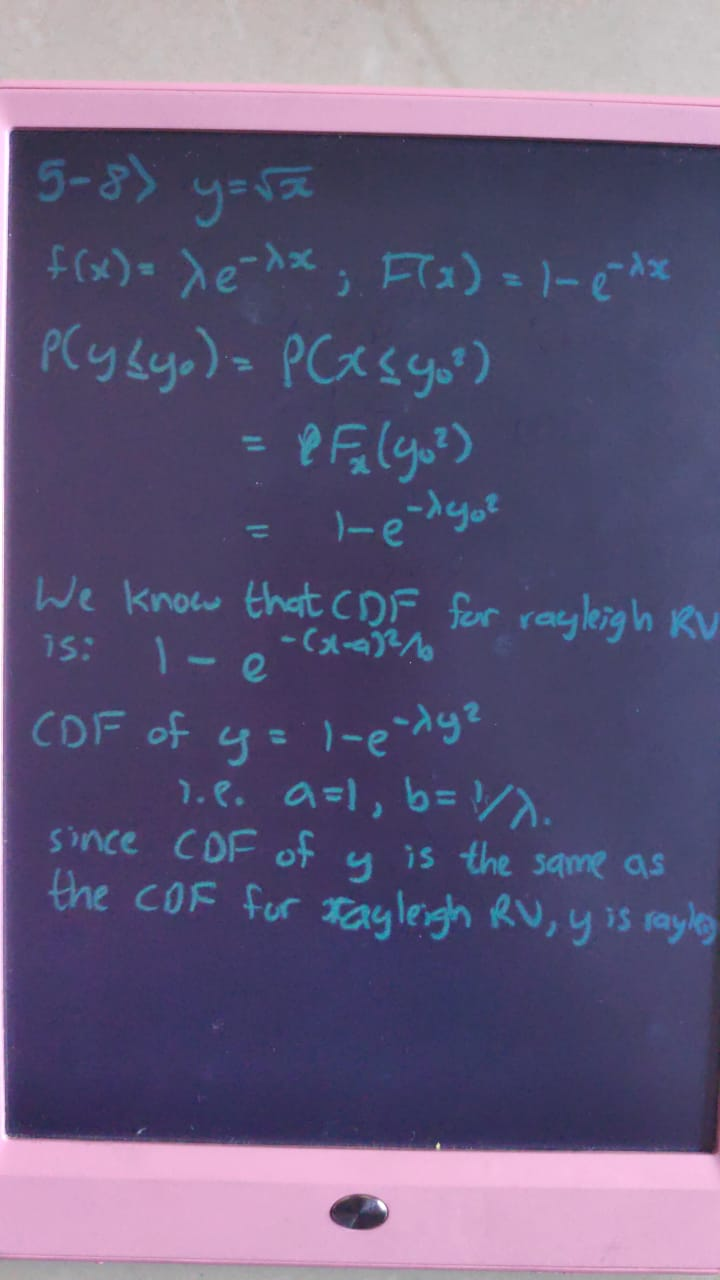 5-8) y=√x
f(x)= λe^-λx ; F(x) = 1-e^-λx
P(y≤y₀) = P(x≤y₀²)
= F_x(y₀²)
= 1-e^-λy₀²
We know that CDF for rayleigh RV
is: 1 - e^-(x-a)²/b
CDF of y = 1-e^-λy²
i.e. a=1, b= 1/λ.
since CDF of y is the same as
the CDF for rayleigh RV, y is rayleig